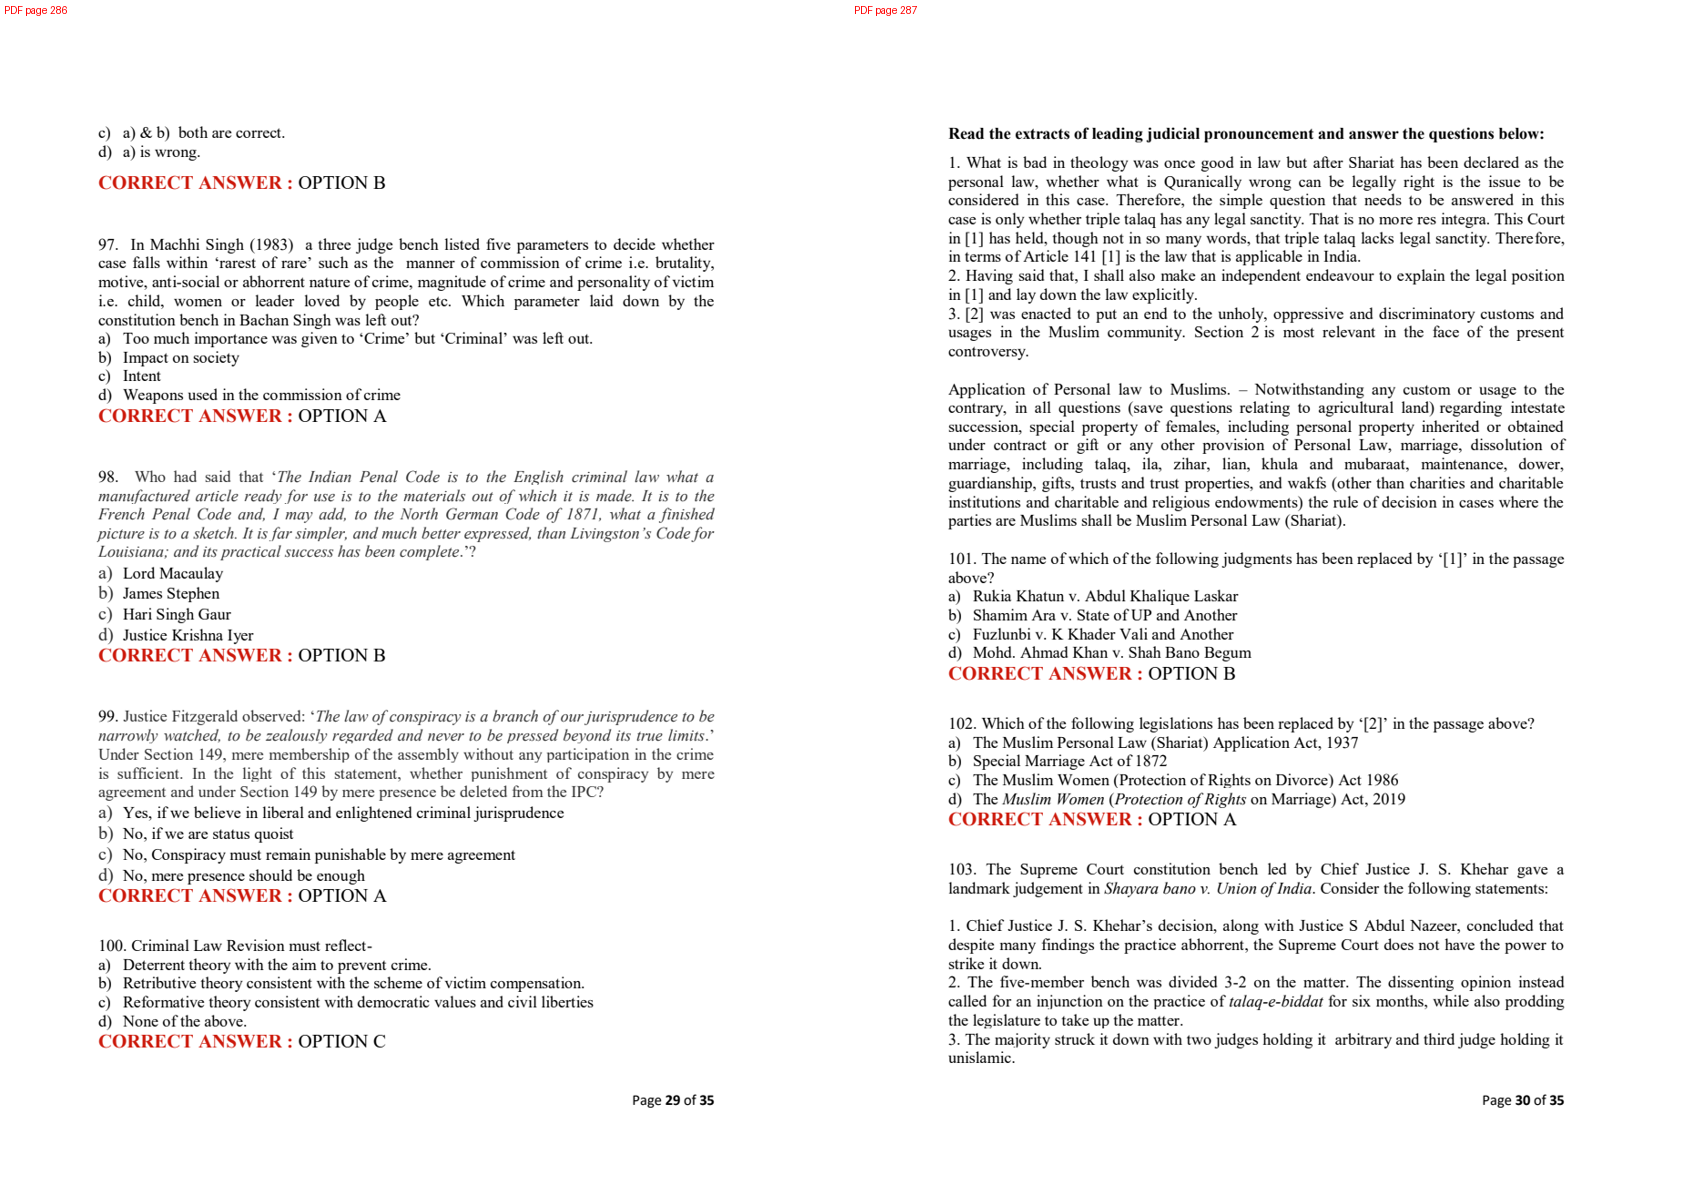 PDF page 286
c) a) & b) both are correct.
d) a) is wrong.
CORRECT ANSWER : OPTION B
97. In Machhi Singh (1983) a three judge bench listed five parameters to decide whether
case falls within ‘rarest of rare’ such as the manner of commission of crime i.e. brutality,
motive, anti-social or abhorrent nature of crime, magnitude of crime and personality of victim
i.e. child, women or leader loved by people etc. Which parameter laid down by the
constitution bench in Bachan Singh was left out?
a) Too much importance was given to ‘Crime’ but ‘Criminal’ was left out.
b) Impact on society
c) Intent
d) Weapons used in the commission of crime
CORRECT ANSWER : OPTION A
98. Who had said that ‘The Indian Penal Code is to the English criminal law what a
manufactured article ready for use is to the materials out of which it is made. It is to the
French Penal Code and, I may add, to the North German Code of 1871, what a finished
picture is to a sketch. It is far simpler, and much better expressed, than Livingston’s Code for
Louisiana; and its practical success has been complete.’?
a) Lord Macaulay
b) James Stephen
c) Hari Singh Gaur
d) Justice Krishna Iyer
CORRECT ANSWER : OPTION B
99. Justice Fitzgerald observed: ‘The law of conspiracy is a branch of our jurisprudence to be
narrowly watched, to be zealously regarded and never to be pressed beyond its true limits.’
Under Section 149, mere membership of the assembly without any participation in the crime
is sufficient. In the light of this statement, whether punishment of conspiracy by mere
agreement and under Section 149 by mere presence be deleted from the IPC?
a) Yes, if we believe in liberal and enlightened criminal jurisprudence
b) No, if we are status quoist
c) No, Conspiracy must remain punishable by mere agreement
d) No, mere presence should be enough
CORRECT ANSWER : OPTION A
100. Criminal Law Revision must reflect-
a) Deterrent theory with the aim to prevent crime.
b) Retributive theory consistent with the scheme of victim compensation.
c) Reformative theory consistent with democratic values and civil liberties
d) None of the above.
CORRECT ANSWER : OPTION C
Page 29 of 35
PDF page 287
Read the extracts of leading judicial pronouncement and answer the questions below:
1. What is bad in theology was once good in law but after Shariat has been declared as the
personal law, whether what is Quranically wrong can be legally right is the issue to be
considered in this case. Therefore, the simple question that needs to be answered in this
case is only whether triple talaq has any legal sanctity. That is no more res integra. This Court
in [1] has held, though not in so many words, that triple talaq lacks legal sanctity. Therefore,
in terms of Article 141 [1] is the law that is applicable in India.
2. Having said that, I shall also make an independent endeavour to explain the legal position
in [1] and lay down the law explicitly.
3. [2] was enacted to put an end to the unholy, oppressive and discriminatory customs and
usages in the Muslim community. Section 2 is most relevant in the face of the present
controversy.
Application of Personal law to Muslims. – Notwithstanding any custom or usage to the
contrary, in all questions (save questions relating to agricultural land) regarding intestate
succession, special property of females, including personal property inherited or obtained
under contract or gift or any other provision of Personal Law, marriage, dissolution of
marriage, including talaq, ila, zihar, lian, khula and mubaraat, maintenance, dower,
guardianship, gifts, trusts and trust properties, and wakfs (other than charities and charitable
institutions and charitable and religious endowments) the rule of decision in cases where the
parties are Muslims shall be Muslim Personal Law (Shariat).
101. The name of which of the following judgments has been replaced by ‘[1]’ in the passage
above?
a) Rukia Khatun v. Abdul Khalique Laskar
b) Shamim Ara v. State of UP and Another
c) Fuzlunbi v. K Khader Vali and Another
d) Mohd. Ahmad Khan v. Shah Bano Begum
CORRECT ANSWER : OPTION B
102. Which of the following legislations has been replaced by ‘[2]’ in the passage above?
a) The Muslim Personal Law (Shariat) Application Act, 1937
b) Special Marriage Act of 1872
c) The Muslim Women (Protection of Rights on Divorce) Act 1986
d) The Muslim Women (Protection of Rights on Marriage) Act, 2019
CORRECT ANSWER : OPTION A
103. The Supreme Court constitution bench led by Chief Justice J. S. Khehar gave a
landmark judgement in Shayara bano v. Union of India. Consider the following statements:
1. Chief Justice J. S. Khehar’s decision, along with Justice S Abdul Nazeer, concluded that
despite many findings the practice abhorrent, the Supreme Court does not have the power to
strike it down.
2. The five-member bench was divided 3-2 on the matter. The dissenting opinion instead
called for an injunction on the practice of talaq-e-biddat for six months, while also prodding
the legislature to take up the matter.
3. The majority struck it down with two judges holding it arbitrary and third judge holding it
unislamic.
Page 30 of 35